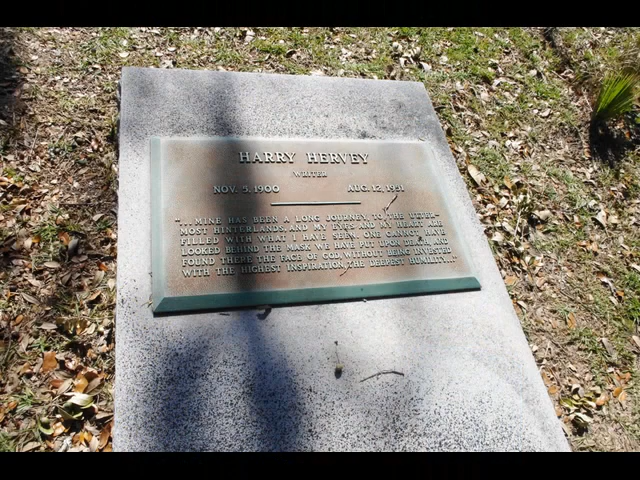 HARRY HERVEY
WRITER
NOV. 5, 1900 AUG. 12, 1951
"... MINE HAS BEEN A LONG JOURNEY, TO THE UTTER-
MOST HINTERLANDS, AND MY EYES AND MY HEART ARE
FILLED WITH WHAT I HAVE SEEN. ONE CANNOT HAVE
LOOKED BEHIND THE MASK WE HAVE PUT UPON DEATH, AND
FOUND THERE THE FACE OF GOD, WITHOUT BEING INVESTED
WITH THE HIGHEST INSPIRATION, THE DEEPEST HUMILITY..."